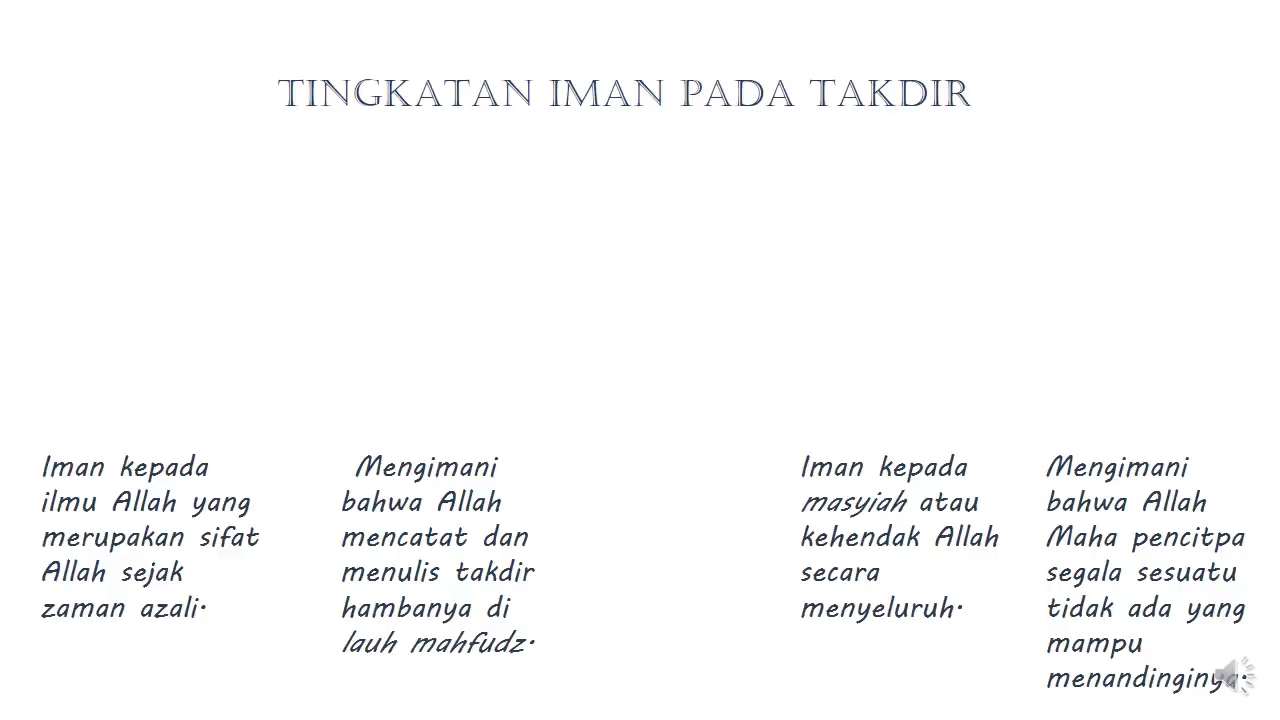 TINGKATAN IMAN PADA TAKDIR
Iman kepada
ilmu Allah yang
merupakan sifat
Allah sejak
zaman azali.
Mengimani
bahwa Allah
mencatat dan
menulis takdir
hambanya di
lauh mahfudz.
Iman kepada
masyiah atau
kehendak Allah
secara
menyeluruh.
Mengimani
bahwa Allah
Maha pencitpa
segala sesuatu
tidak ada yang
mampu
menandinginya.